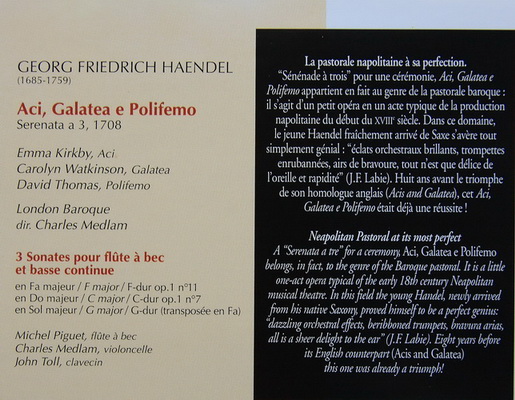 GEORG FRIEDRICH HAENDEL
(1685-1759)
Aci, Galatea e Polifemo
Serenata a 3, 1708
Emma Kirkby, Aci
Carolyn Watkinson, Galatea
David Thomas, Polifemo
London Baroque
dir. Charles Medlam
3 Sonates pour flûte à bec
et basse continue
en Fa majeur / F major / F-dur op.1 n°11
en Do majeur / C major / C-dur op.1 n°7
en Sol majeur / G major / G-dur (transposée en Fa)
Michel Piguet, flûte à bec
Charles Medlam, violoncelle
John Toll, clavecin
La pastorale napolitaine à sa perfection.
“Sénénade à trois” pour une cérémonie, Aci, Galatea e
Polifemo appartient en fait au genre de la pastorale baroque :
il s'agit d'un petit opéra en un acte typique de la production
napolitaine du début du XVIIIe siècle. Dans ce domaine,
le jeune Haendel fraîchement arrivé de Saxe s'avère tout
simplement génial : “éclats orchestraux brillants, trompettes
enrubannées, airs de bravoure, tout n'est que délice de
l'oreille et rapidité” (J.F. Labie). Huit ans avant le triomphe
de son homologue anglais (Acis and Galatea), cet Aci,
Galatea e Polifemo était déjà une réussite !
Neapolitan Pastoral at its most perfect
A “Serenata a tre” for a ceremony, Aci, Galatea e Polifemo
belongs, in fact, to the genre of the Baroque pastoral. It is a little
one-act opera typical of the early 18th century Neapolitan
musical theatre. In this field the young Handel, newly arrived
from his native Saxony, proved himself to be a perfect genius:
“dazzling orchestral effects, beribboned trumpets, bravura arias,
all is a sheer delight to the ear” (J.F. Labie). Eight years before
its English counterpart (Acis and Galatea)
this one was already a triumph!